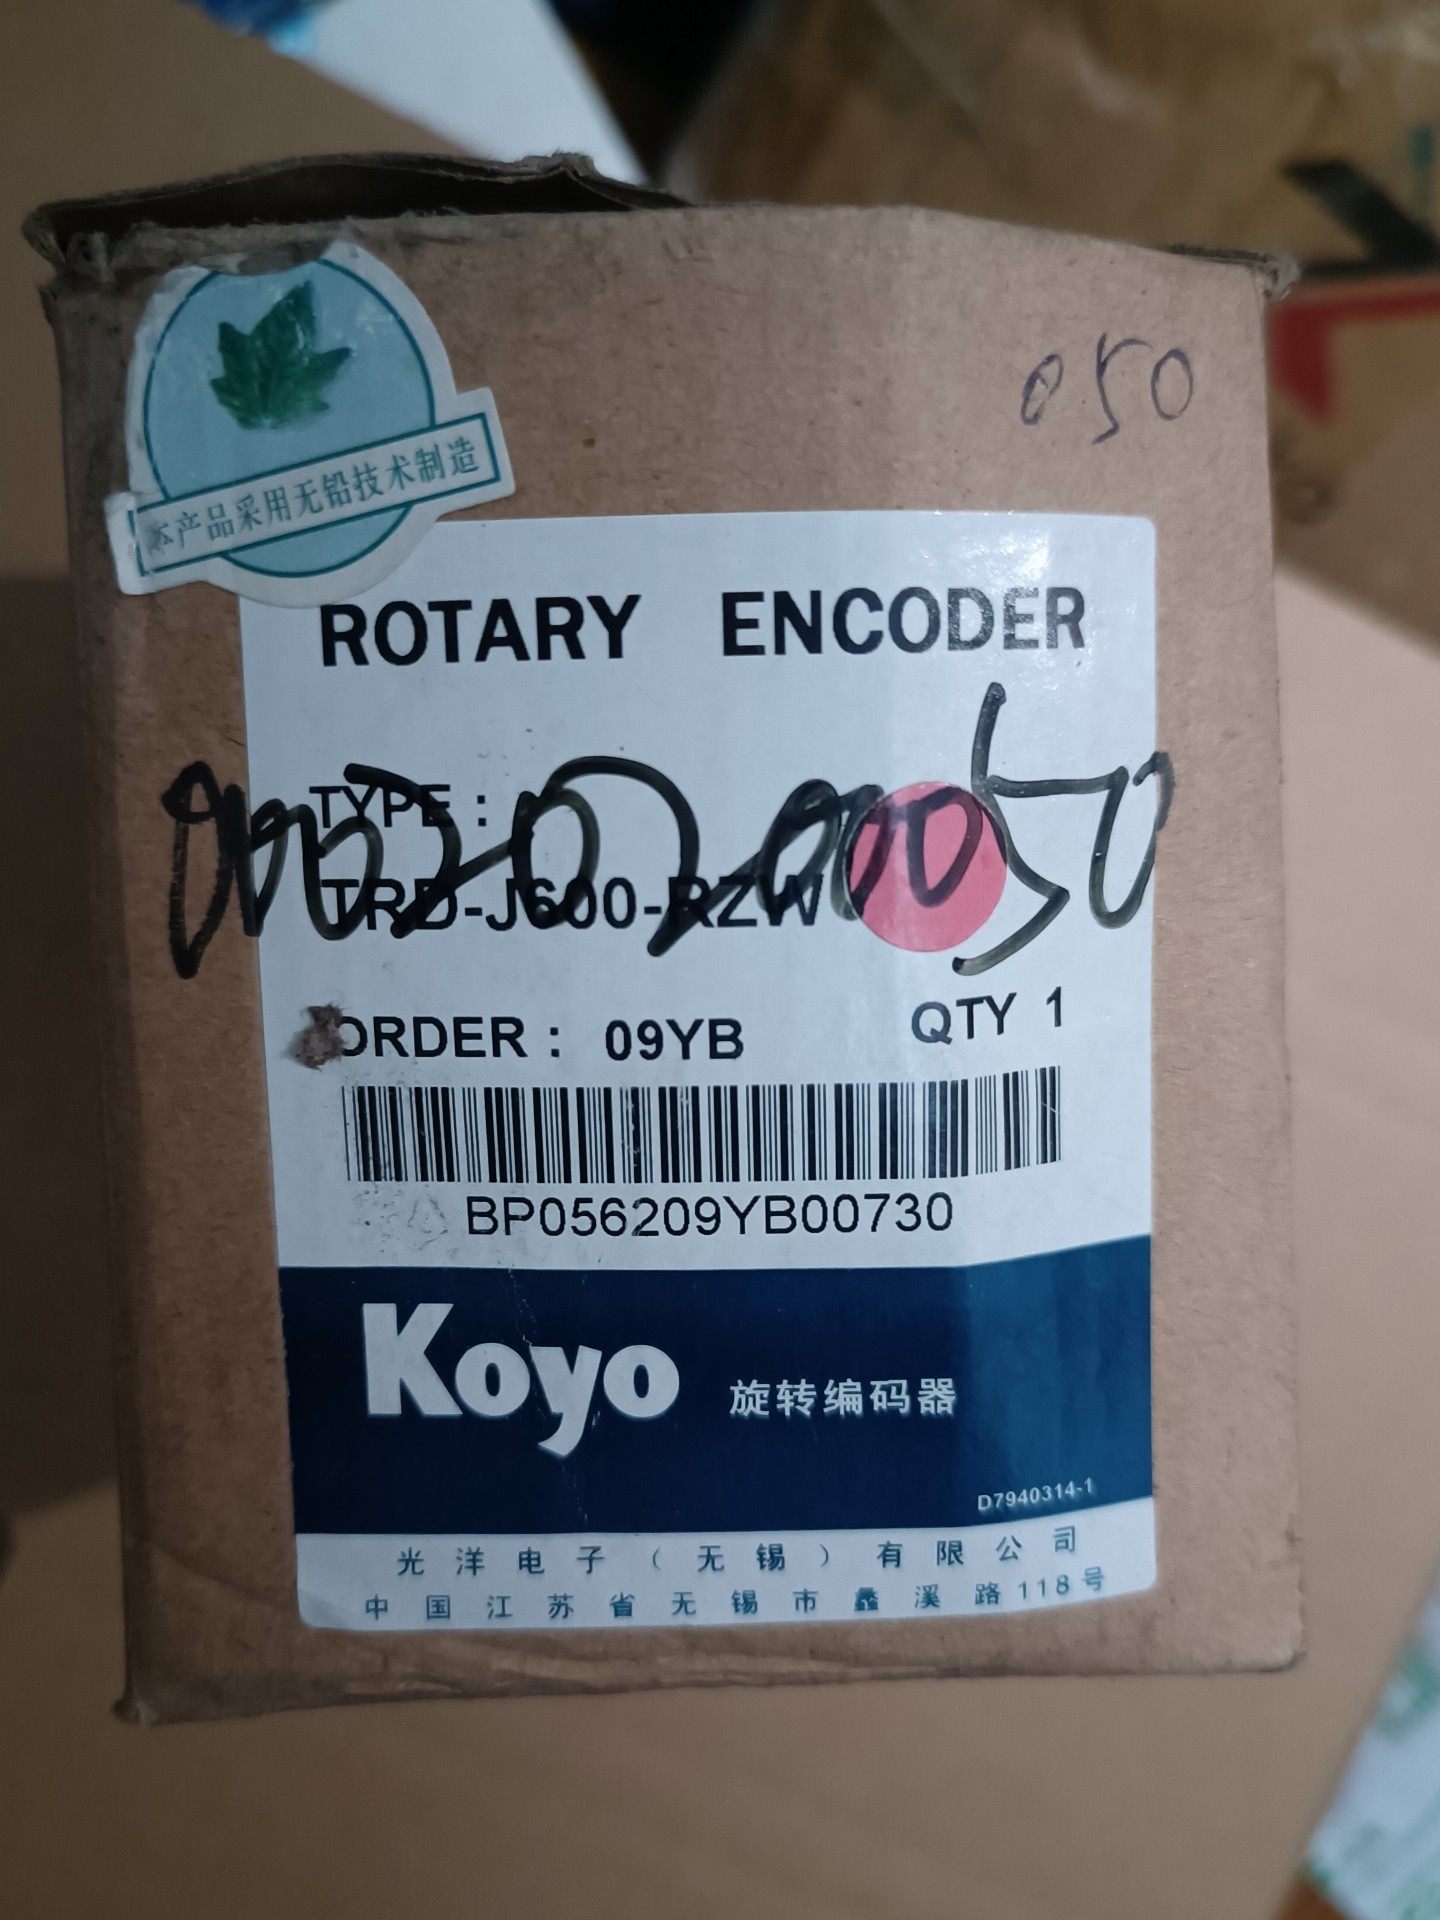 050
本产品采用无铅技术制造
ROTARY ENCODER
TYPE :
TRD-J600-RZW
ORDER : 09YB QTY 1
BP056209YB00730
Koyo 旋转编码器
D7940314-1
光洋电子（无锡）有限公司
中国江苏省无锡市蠡溪路118号